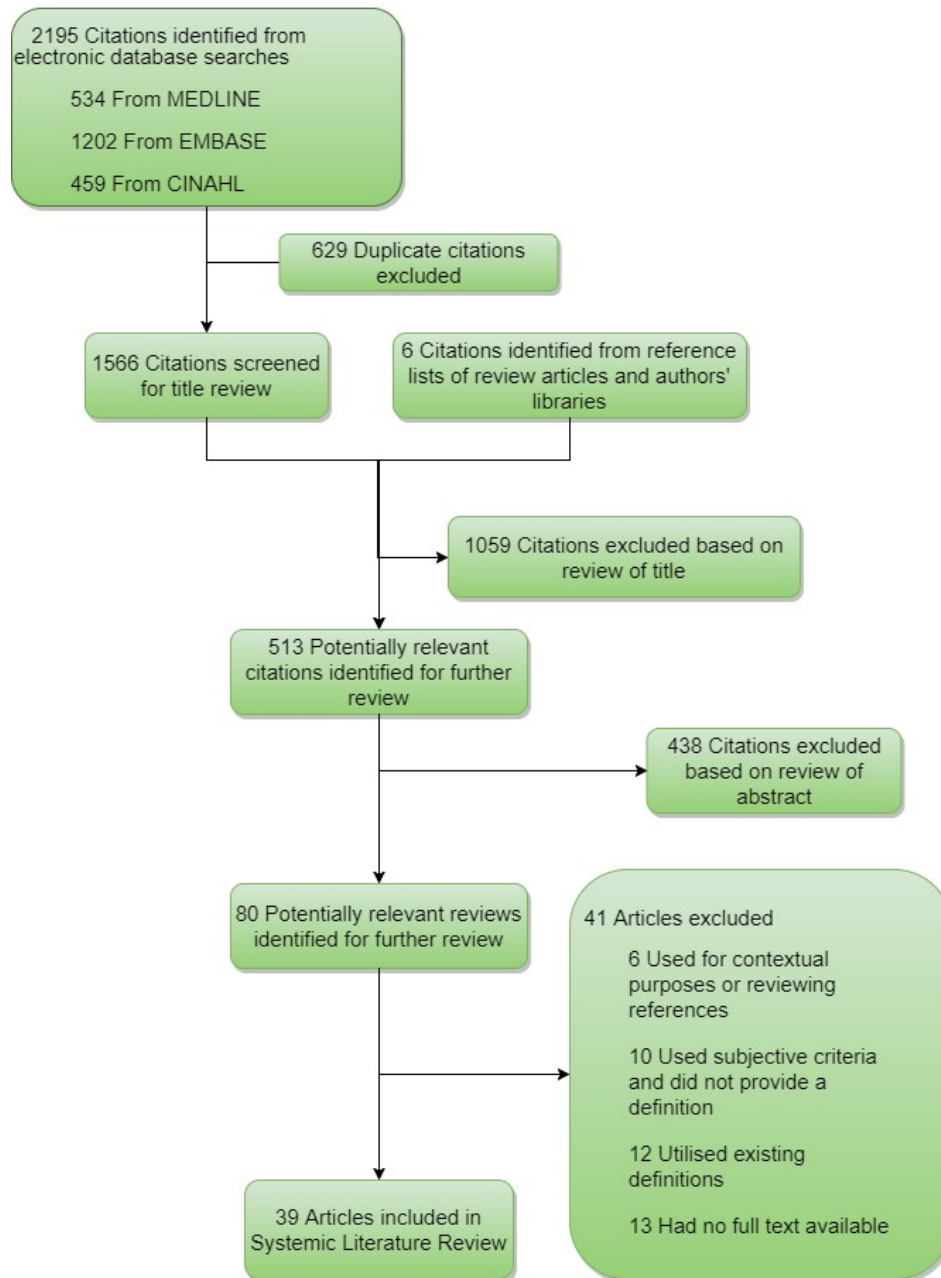 2195 Citations identified from
electronic database searches
534 From MEDLINE
1202 From EMBASE
459 From CINAHL
629 Duplicate citations
excluded
1566 Citations screened
for title review
6 Citations identified from reference
lists of review articles and authors'
libraries
1059 Citations excluded based on
review of title
513 Potentially relevant
citations identified for further
review
438 Citations excluded
based on review of
abstract
80 Potentially relevant reviews
identified for further review
41 Articles excluded
6 Used for contextual
purposes or reviewing
references
10 Used subjective criteria
and did not provide a
definition
12 Utilised existing
definitions
13 Had no full text available
39 Articles included in
Systemic Literature Review